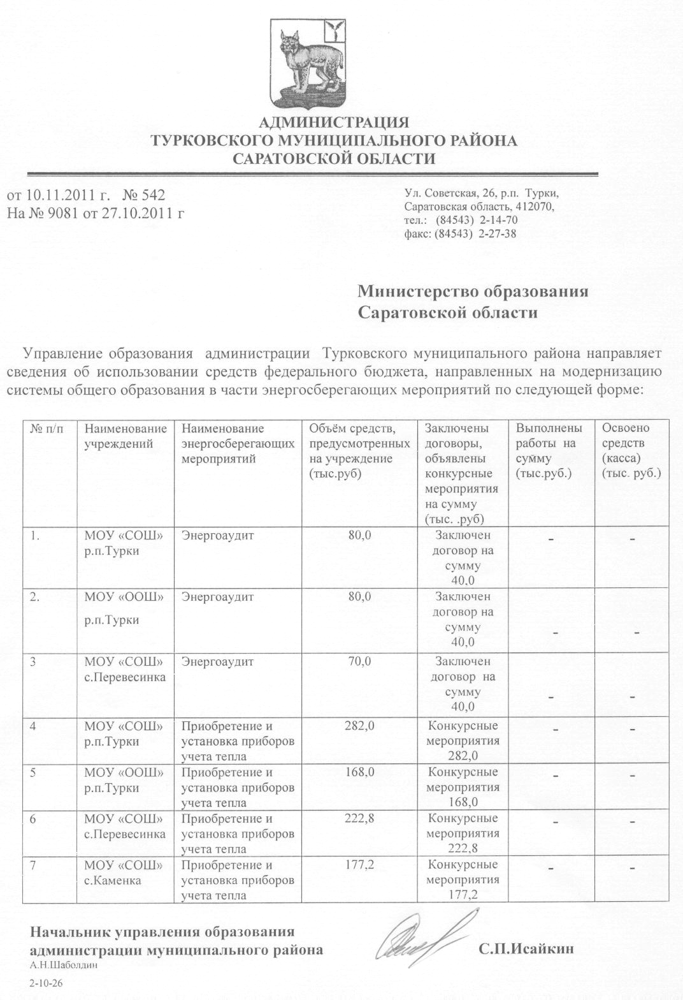 АДМИНИСТРАЦИЯ
ТУРКОВСКОГО МУНИЦИПАЛЬНОГО РАЙОНА
САРАТОВСКОЙ ОБЛАСТИ
от 10.11.2011 г.   № 542
На № 9081 от 27.10.2011 г
Ул. Советская, 26, р.п.  Турки,
Саратовская область, 412070,
тел.:   (84543)  2-14-70
факс: (84543)  2-27-38
Министерство образования
Саратовской области
Управление образования  администрации  Турковского муниципального района направляет
сведения об использовании средств федерального бюджета, направленных на модернизацию
системы общего образования в части энергосберегающих мероприятий по следующей форме:
№ п/п
Наименование
учреждений
Наименование
энергосберегающих
мероприятий
Объём средств,
предусмотренных
на учреждение
(тыс.руб)
Заключены
договоры,
объявлены
конкурсные
мероприятия
на сумму
(тыс. .руб)
Выполнены
работы  на
сумму
(тыс.руб.)
Освоено
средств
(касса)
(тыс. руб.)
1.
МОУ «СОШ»
р.п.Турки
Энергоаудит
80,0
Заключен
договор на
сумму
40,0
-
-
2.
МОУ «ООШ»
р.п.Турки
Энергоаудит
80,0
Заключен
договор на
сумму
40,0
-
-
3
МОУ «СОШ»
с.Перевесинка
Энергоаудит
70,0
Заключен
договор  на
сумму
40,0
-
-
4
МОУ «СОШ»
р.п.Турки
Приобретение и
установка приборов
учета тепла
282,0
Конкурсные
мероприятия
282,0
-
-
5
МОУ «ООШ»
р.п.Турки
Приобретение и
установка приборов
учета тепла
168,0
Конкурсные
мероприятия
168,0
-
-
6
МОУ «СОШ»
с.Перевесинка
Приобретение и
установка приборов
учета тепла
222,8
Конкурсные
мероприятия
222,8
-
-
7
МОУ «СОШ»
с.Каменка
Приобретение и
установка приборов
учета тепла
177,2
Конкурсные
мероприятия
177,2
-
-
Начальник управления образования
администрации муниципального района
С.П.Исайкин
А.Н.Шаболдин
2-10-26